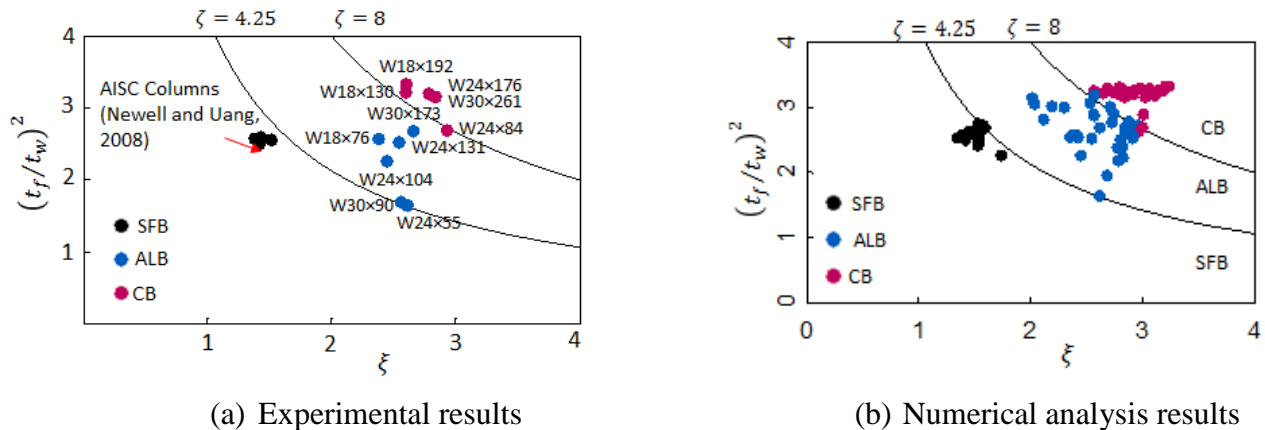 ζ = 4.25
ζ = 8
4
3
2
1
(t_f/t_w)^2
AISC Columns
(Newell and Uang,
2008)
W18×192
W18×130
W24×176
W30×261
W30×173
W18×76
W24×84
W24×131
W24×104
W30×90
W24×55
SFB
ALB
CB
1
2
3
4
ξ
(a) Experimental results
ζ = 4.25
ζ = 8
4
3
2
1
0
(t_f/t_w)^2
CB
ALB
SFB
SFB
ALB
CB
0
1
2
3
4
ξ
(b) Numerical analysis results